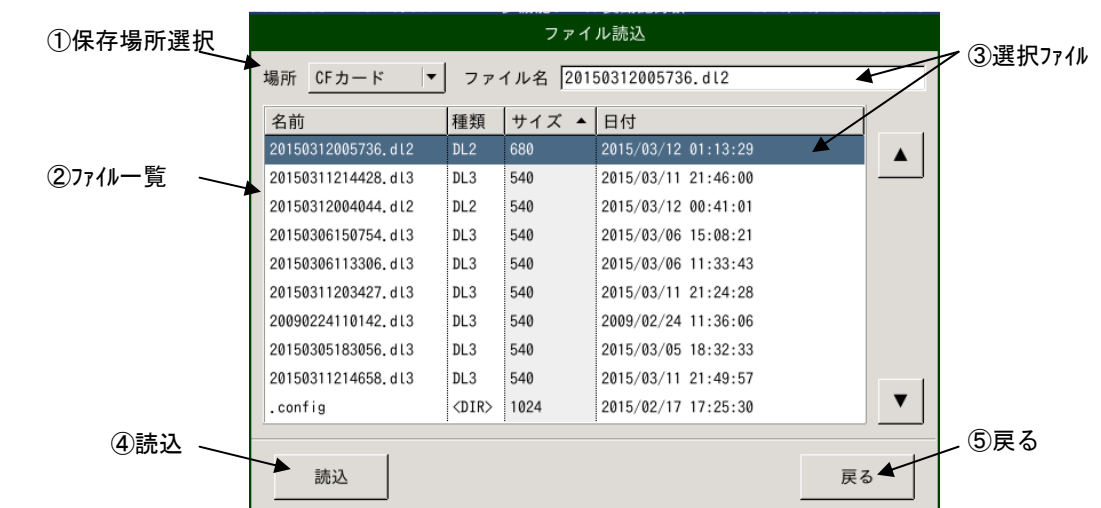 ファイル読込
①保存場所選択
③選択ﾌｧｲﾙ
場所 CFカード ▼ ファイル名 20150312005736.dl2
名前 種類 サイズ ▲ 日付
20150312005736.dl2 DL2 680 2015/03/12 01:13:29
▲
②ﾌｧｲﾙ一覧
20150311214428.dl3 DL3 540 2015/03/11 21:46:00
20150312004044.dl2 DL2 540 2015/03/12 00:41:01
20150306150754.dl3 DL3 540 2015/03/06 15:08:21
20150306113306.dl3 DL3 540 2015/03/06 11:33:43
20150311203427.dl3 DL3 540 2015/03/11 21:24:28
20090224110142.dl3 DL3 540 2009/02/24 11:36:06
20150305183056.dl3 DL3 540 2015/03/05 18:32:33
20150311214658.dl3 DL3 540 2015/03/11 21:49:57
.config <DIR> 1024 2015/02/17 17:25:30
▼
④読込
⑤戻る
読込
戻る